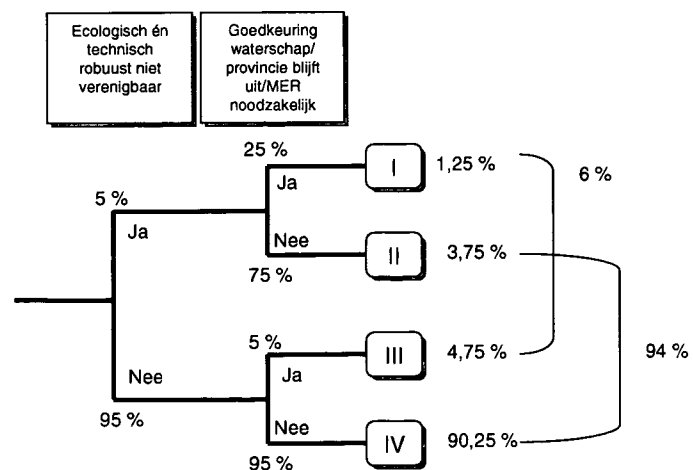 Ecologisch én
technisch
robuust niet
verenigbaar
Goedkeuring
waterschap/
provincie blijft
uit/MER
noodzakelijk
25 %
Ja
I
1,25 %
6 %
5 %
Ja
Nee
75 %
II
3,75 %
5 %
Ja
III
4,75 %
94 %
Nee
95 %
Nee
95 %
IV
90,25 %